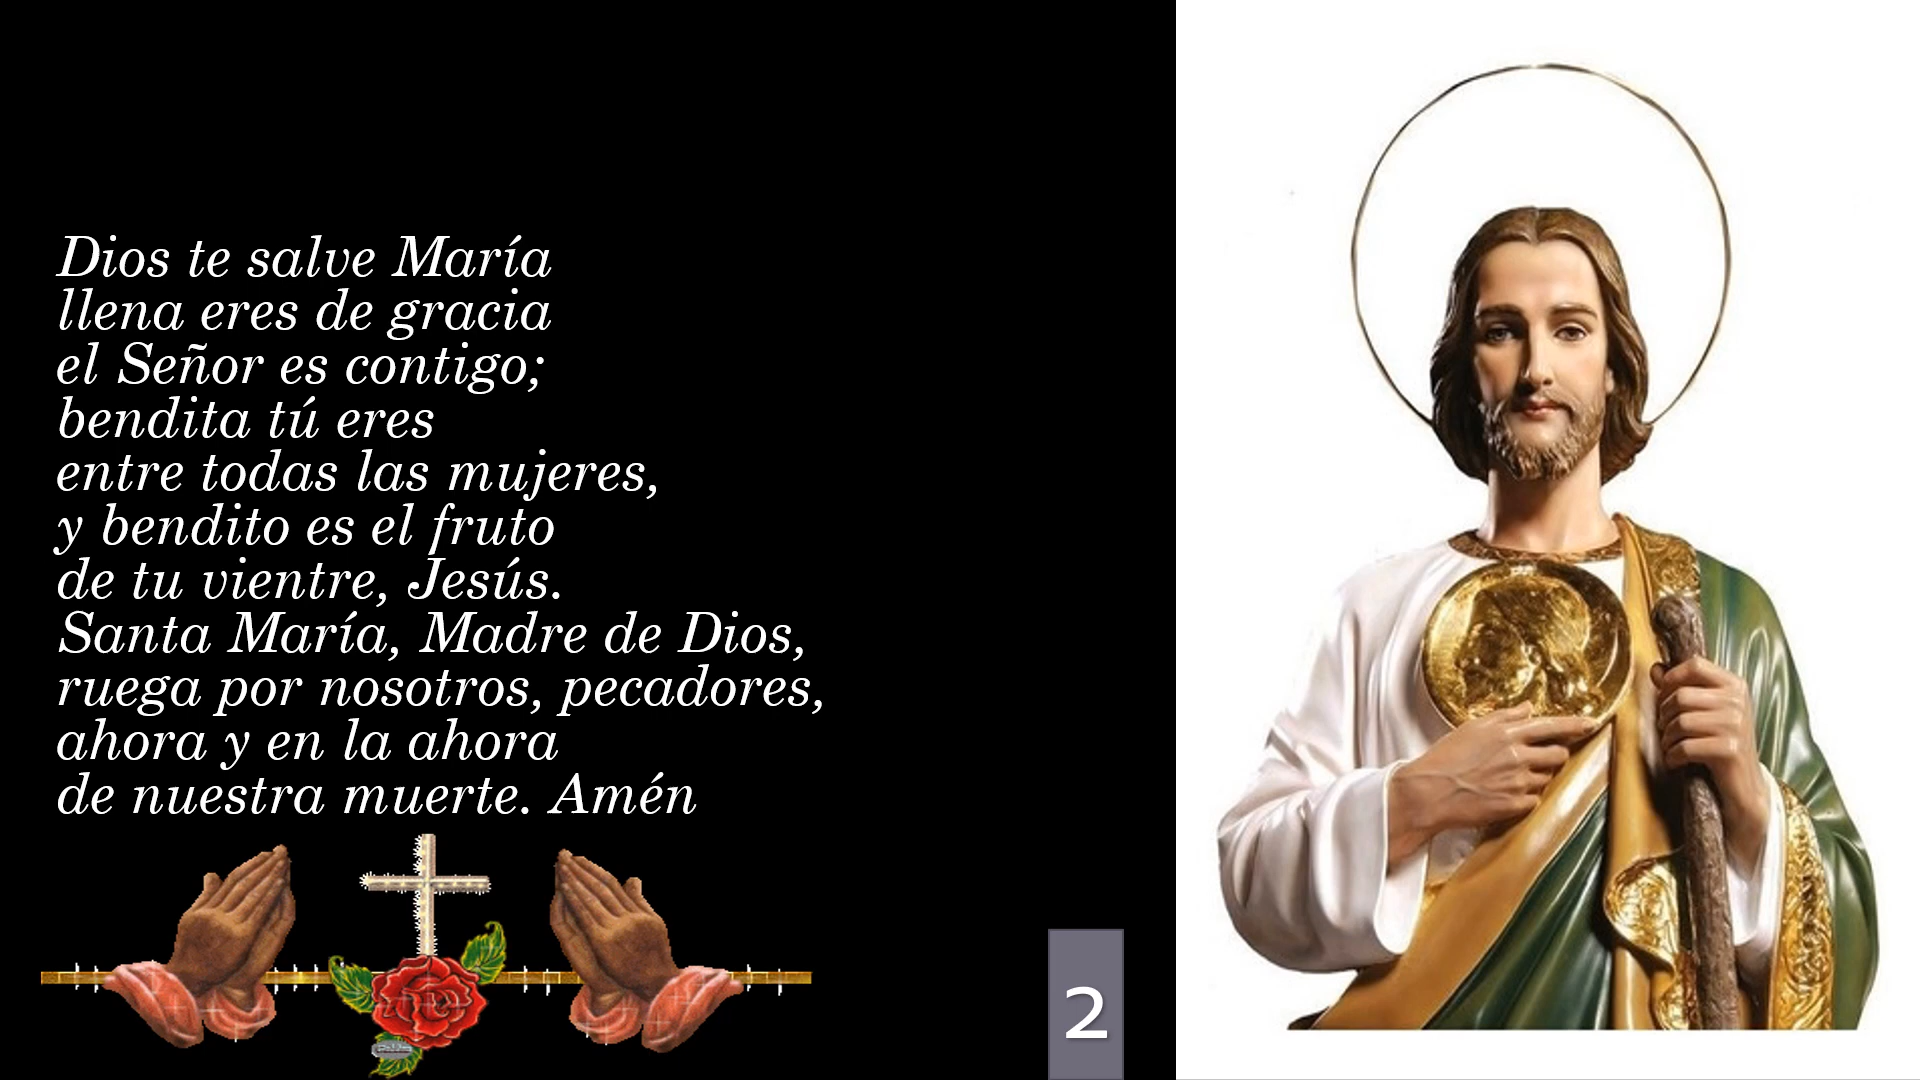 Dios te salve María
llena eres de gracia
el Señor es contigo;
bendita tú eres
entre todas las mujeres,
y bendito es el fruto
de tu vientre, Jesús.
Santa María, Madre de Dios,
ruega por nosotros, pecadores,
ahora y en la ahora
de nuestra muerte. Amén
2